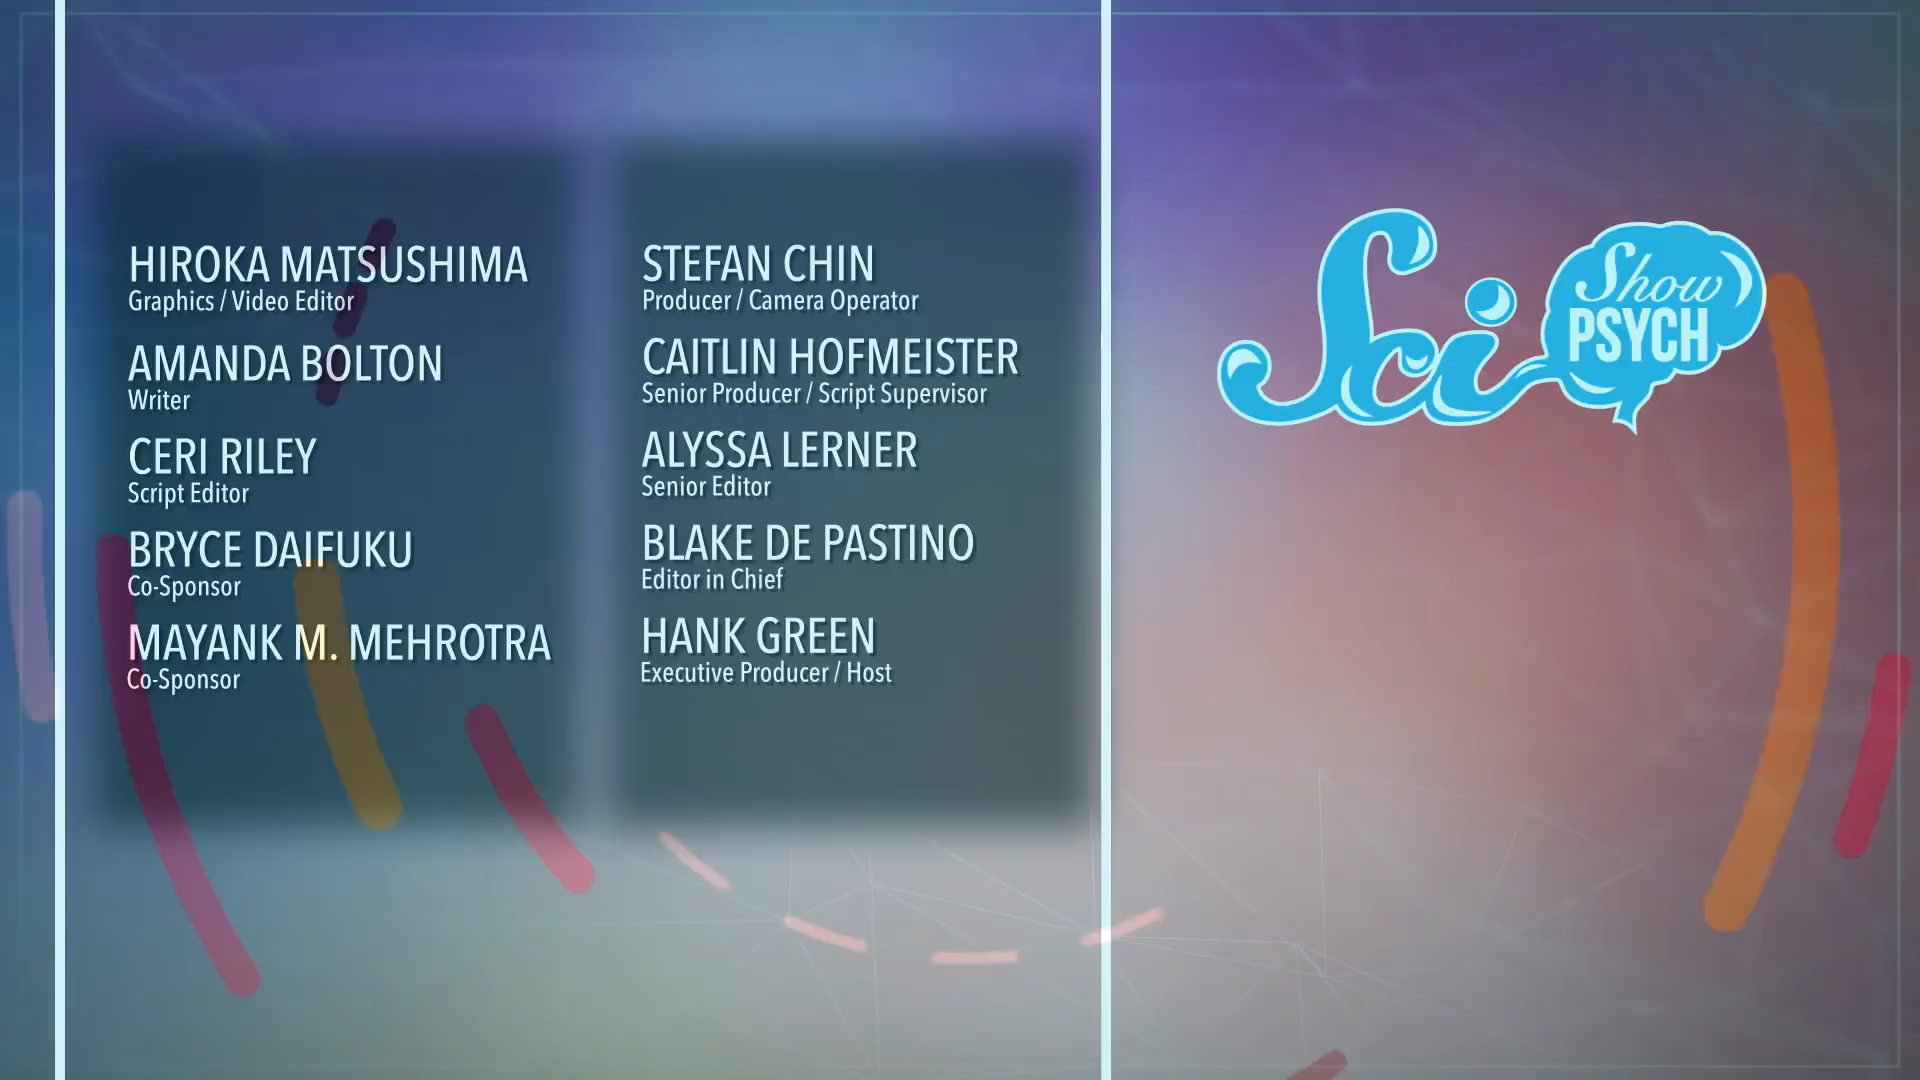 HIROKA MATSUSHIMA
Graphics / Video Editor
AMANDA BOLTON
Writer
CERI RILEY
Script Editor
BRYCE DAIFUKU
Co-Sponsor
MAYANK M. MEHROTRA
Co-Sponsor
STEFAN CHIN
Producer / Camera Operator
CAITLIN HOFMEISTER
Senior Producer / Script Supervisor
ALYSSA LERNER
Senior Editor
BLAKE DE PASTINO
Editor in Chief
HANK GREEN
Executive Producer / Host
Sci Show
PSYCH